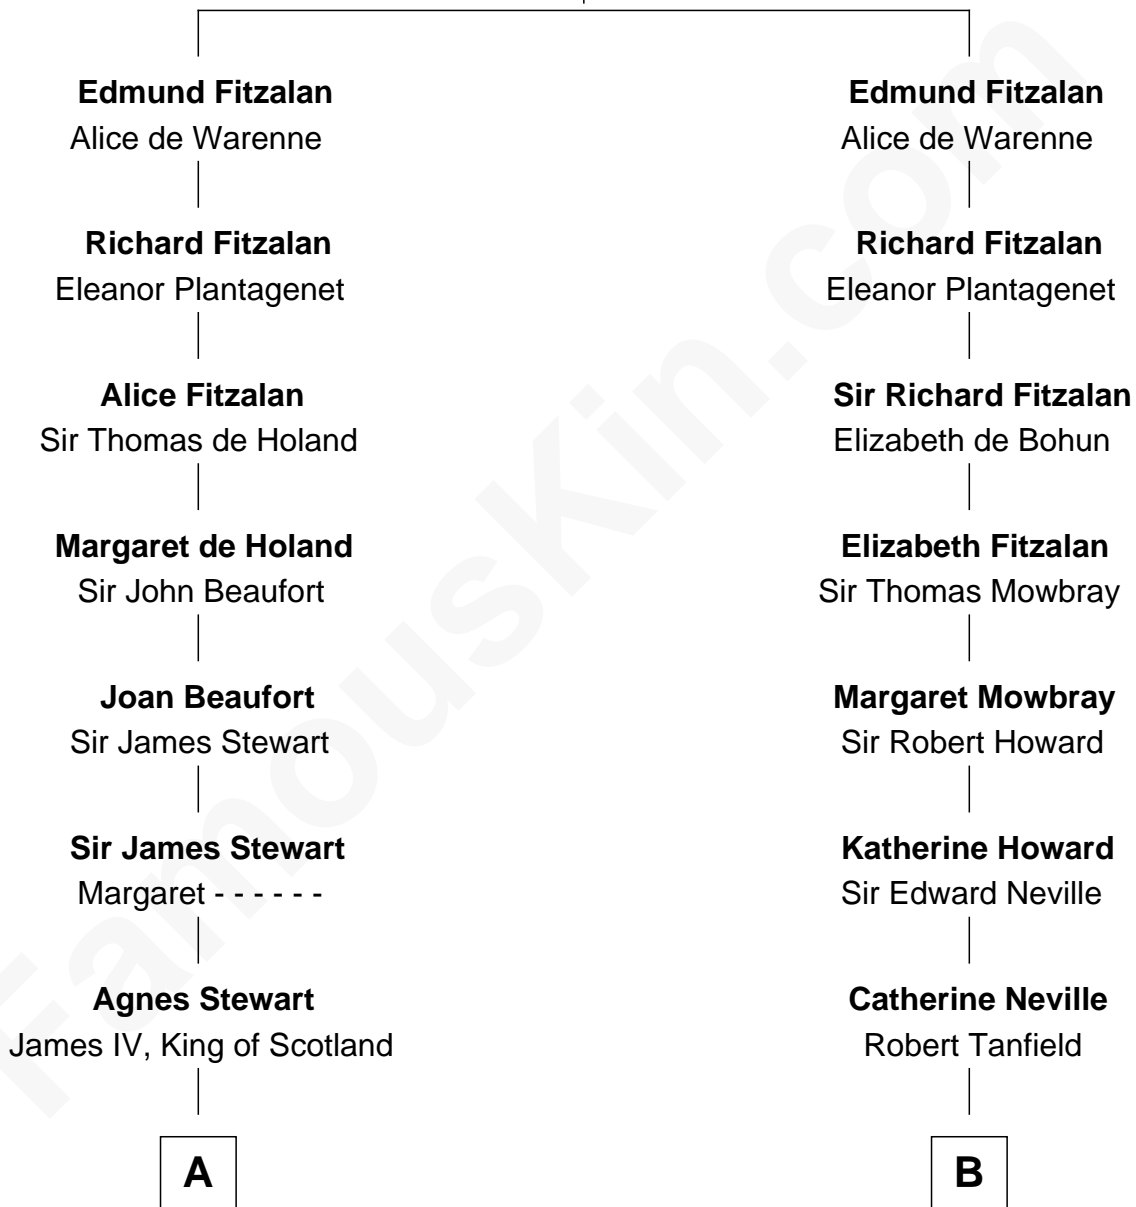 Edmund Fitzalan
Alice de Warenne
Richard Fitzalan
Eleanor Plantagenet
Alice Fitzalan
Sir Thomas de Holand
Margaret de Holand
Sir John Beaufort
Joan Beaufort
Sir James Stewart
Sir James Stewart
Margaret - - - - - -
Agnes Stewart
James IV, King of Scotland
A
Edmund Fitzalan
Alice de Warenne
Richard Fitzalan
Eleanor Plantagenet
Sir Richard Fitzalan
Elizabeth de Bohun
Elizabeth Fitzalan
Sir Thomas Mowbray
Margaret Mowbray
Sir Robert Howard
Katherine Howard
Sir Edward Neville
Catherine Neville
Robert Tanfield
B
FamousKin.com